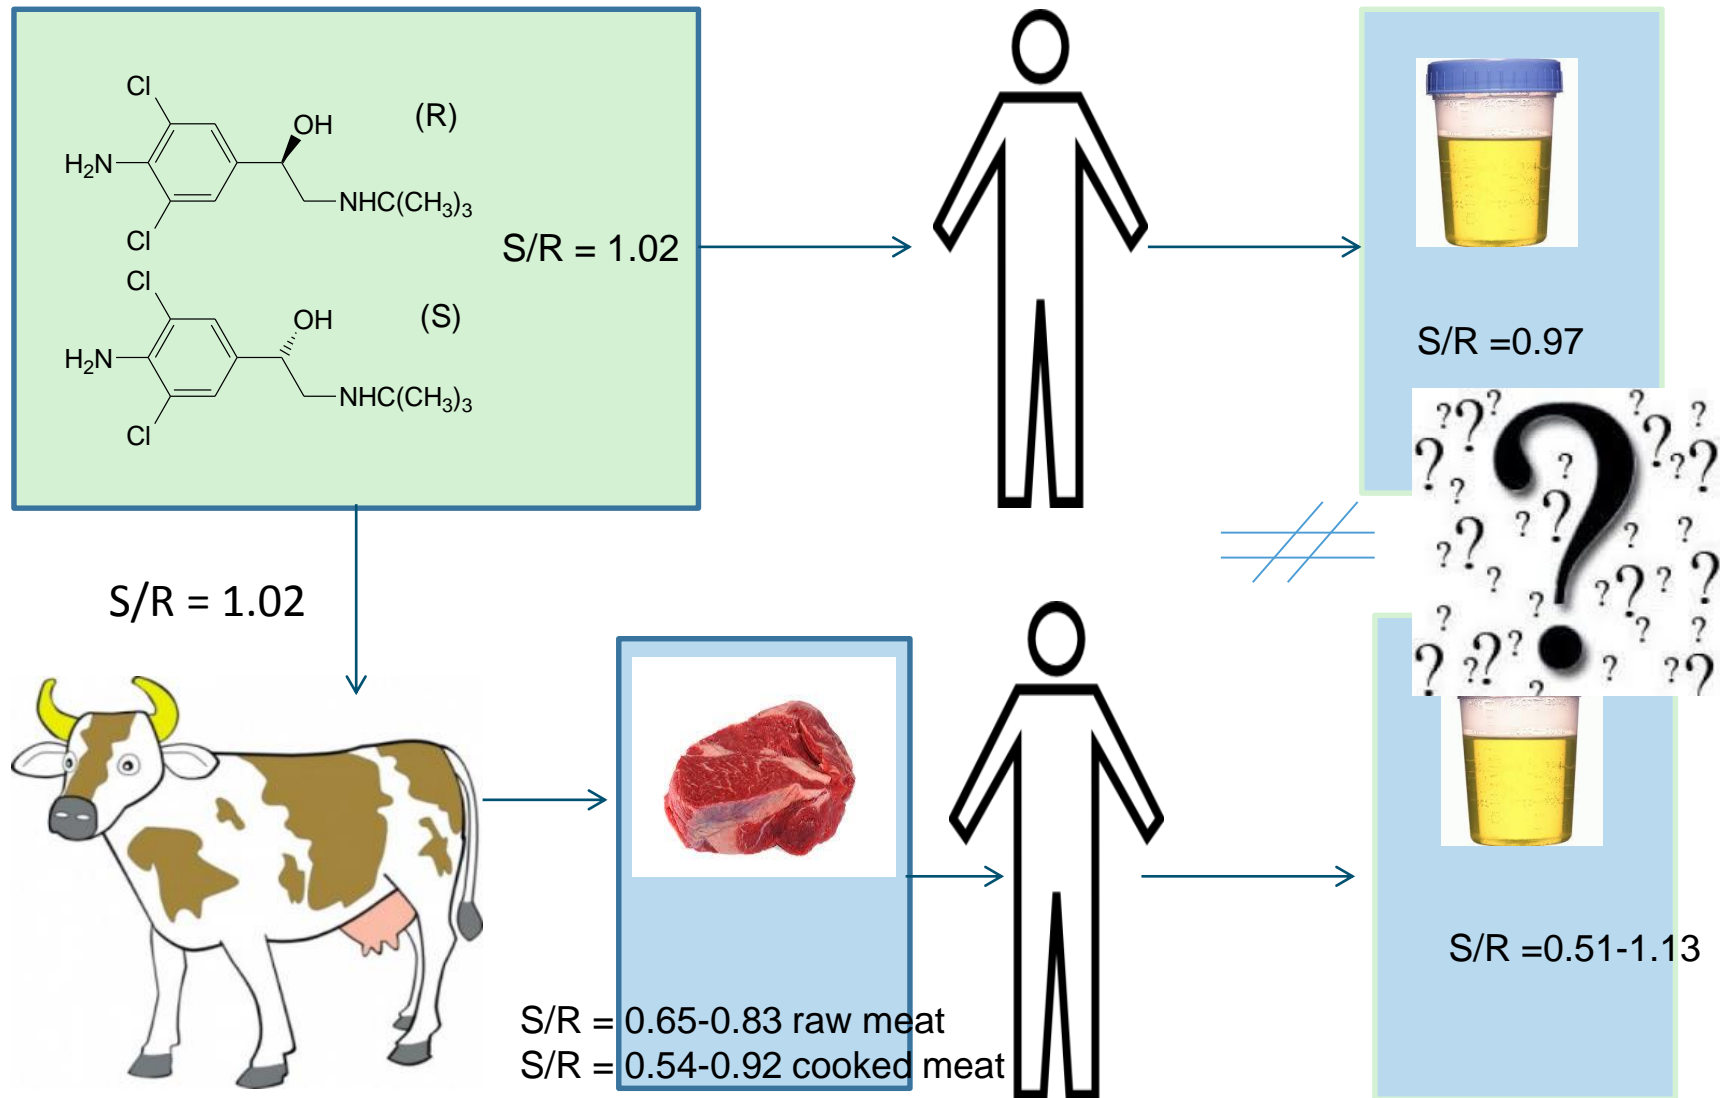 Cl
OH
(R)
H₂N
NHC(CH₃)₃
Cl
S/R = 1.02
Cl
OH
(S)
H₂N
NHC(CH₃)₃
Cl
S/R =0.97
S/R = 1.02
S/R =0.51-1.13
S/R = 0.65-0.83 raw meat
S/R = 0.54-0.92 cooked meat